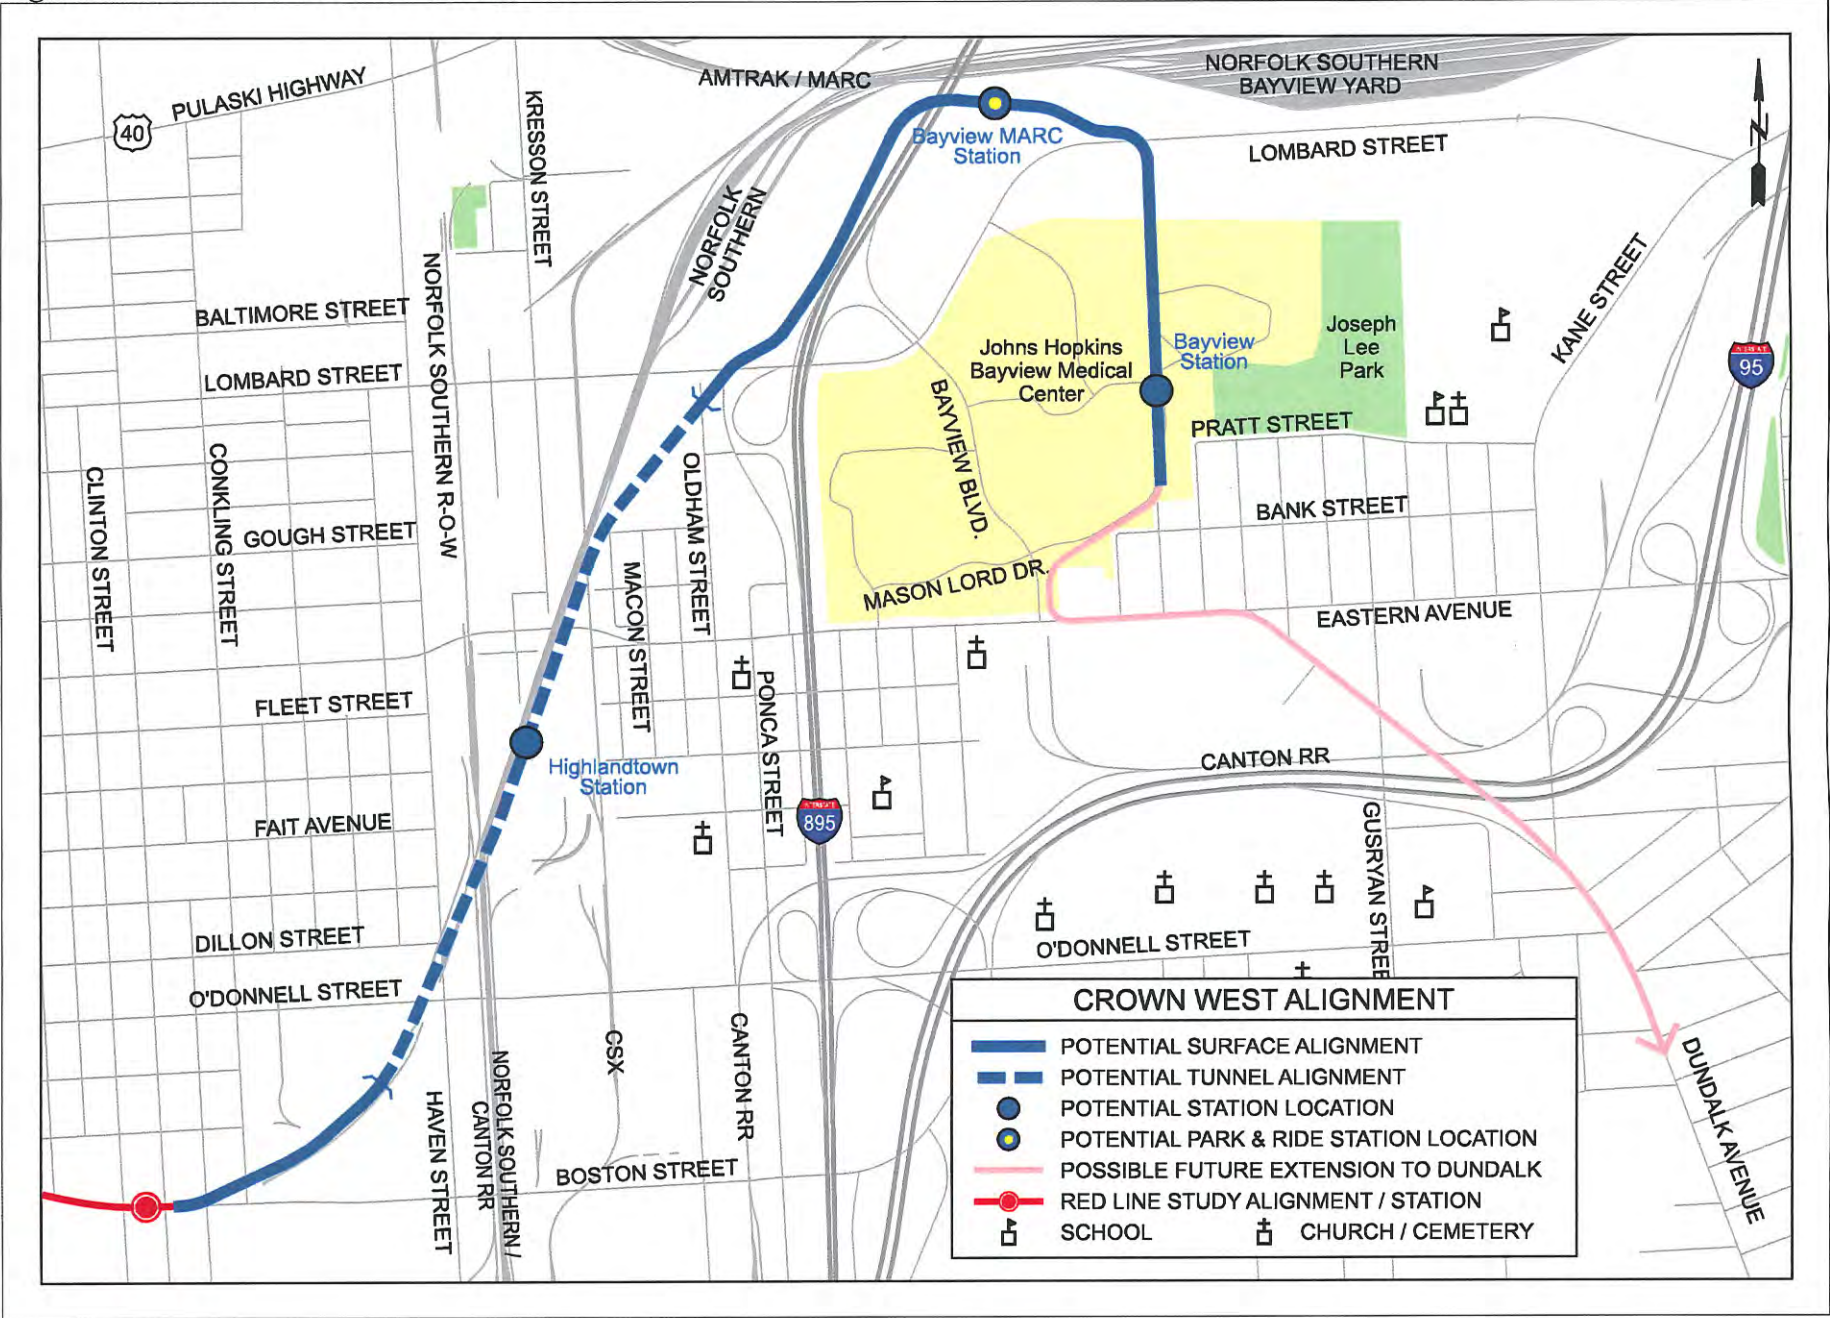 AMTRAK / MARC
NORFOLK SOUTHERN
BAYVIEW YARD
PULASKI HIGHWAY
40
KRESSON STREET
Bayview MARC
Station
LOMBARD STREET
N
NORFOLK
SOUTHERN
KANE STREET
NORFOLK SOUTHERN R-O-W
BALTIMORE STREET
LOMBARD STREET
Johns Hopkins
Bayview Medical
Center
Bayview
Station
Joseph
Lee
Park
INTERSTATE
95
BAYVIEW BLVD.
PRATT STREET
CLINTON STREET
CONKLING STREET
OLDHAM STREET
GOUGH STREET
BANK STREET
MACON STREET
MASON LORD DR.
EASTERN AVENUE
FLEET STREET
PONCA STREET
Highlandtown
Station
CANTON RR
INTERSTATE
895
FAIT AVENUE
GUSRYAN STREE
DILLON STREET
O'DONNELL STREET
O'DONNELL STREET
CSX
CANTON RR
HAVEN STREET
NORFOLK SOUTHERN /
CANTON RR
BOSTON STREET
DUNDALK AVENUE
CROWN WEST ALIGNMENT
POTENTIAL SURFACE ALIGNMENT
POTENTIAL TUNNEL ALIGNMENT
POTENTIAL STATION LOCATION
POTENTIAL PARK & RIDE STATION LOCATION
POSSIBLE FUTURE EXTENSION TO DUNDALK
RED LINE STUDY ALIGNMENT / STATION
SCHOOL
CHURCH / CEMETERY